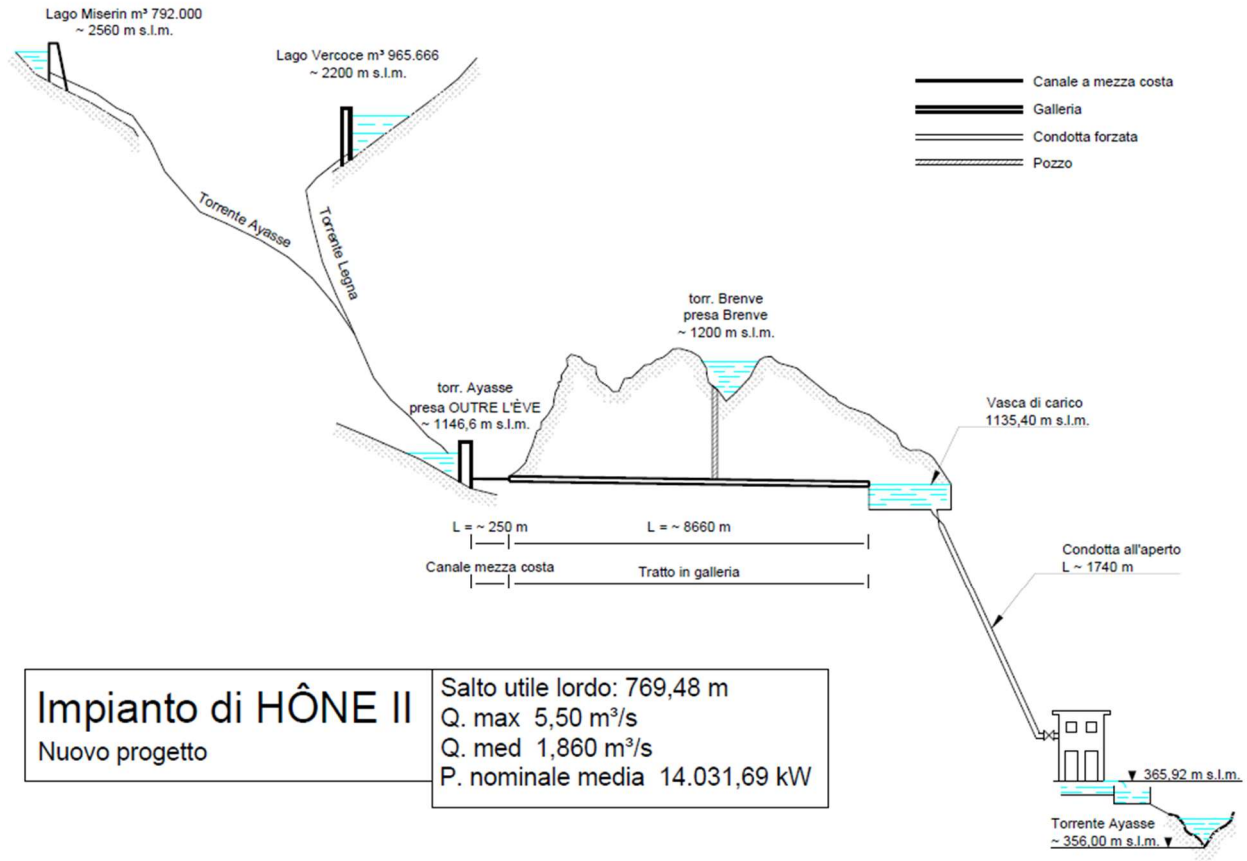 Lago Miserin m³ 792.000
~ 2560 m s.l.m.
Lago Vercoce m³ 965.666
~ 2200 m s.l.m.
Canale a mezza costa
Galleria
Condotta forzata
Pozzo
Torrente Ayasse
Torrente Legna
torr. Brenve
presa Brenve
~ 1200 m s.l.m.
torr. Ayasse
presa OUTRE L'ÈVE
~ 1146,6 m s.l.m.
Vasca di carico
1135,40 m s.l.m.
L = ~ 250 m
L = ~ 8660 m
Canale mezza costa
Tratto in galleria
Condotta all'aperto
L ~ 1740 m
Impianto di HÔNE II
Nuovo progetto
Salto utile lordo: 769,48 m
Q. max 5,50 m³/s
Q. med 1,860 m³/s
P. nominale media 14.031,69 kW
365,92 m s.l.m.
Torrente Ayasse
~ 356,00 m s.l.m.